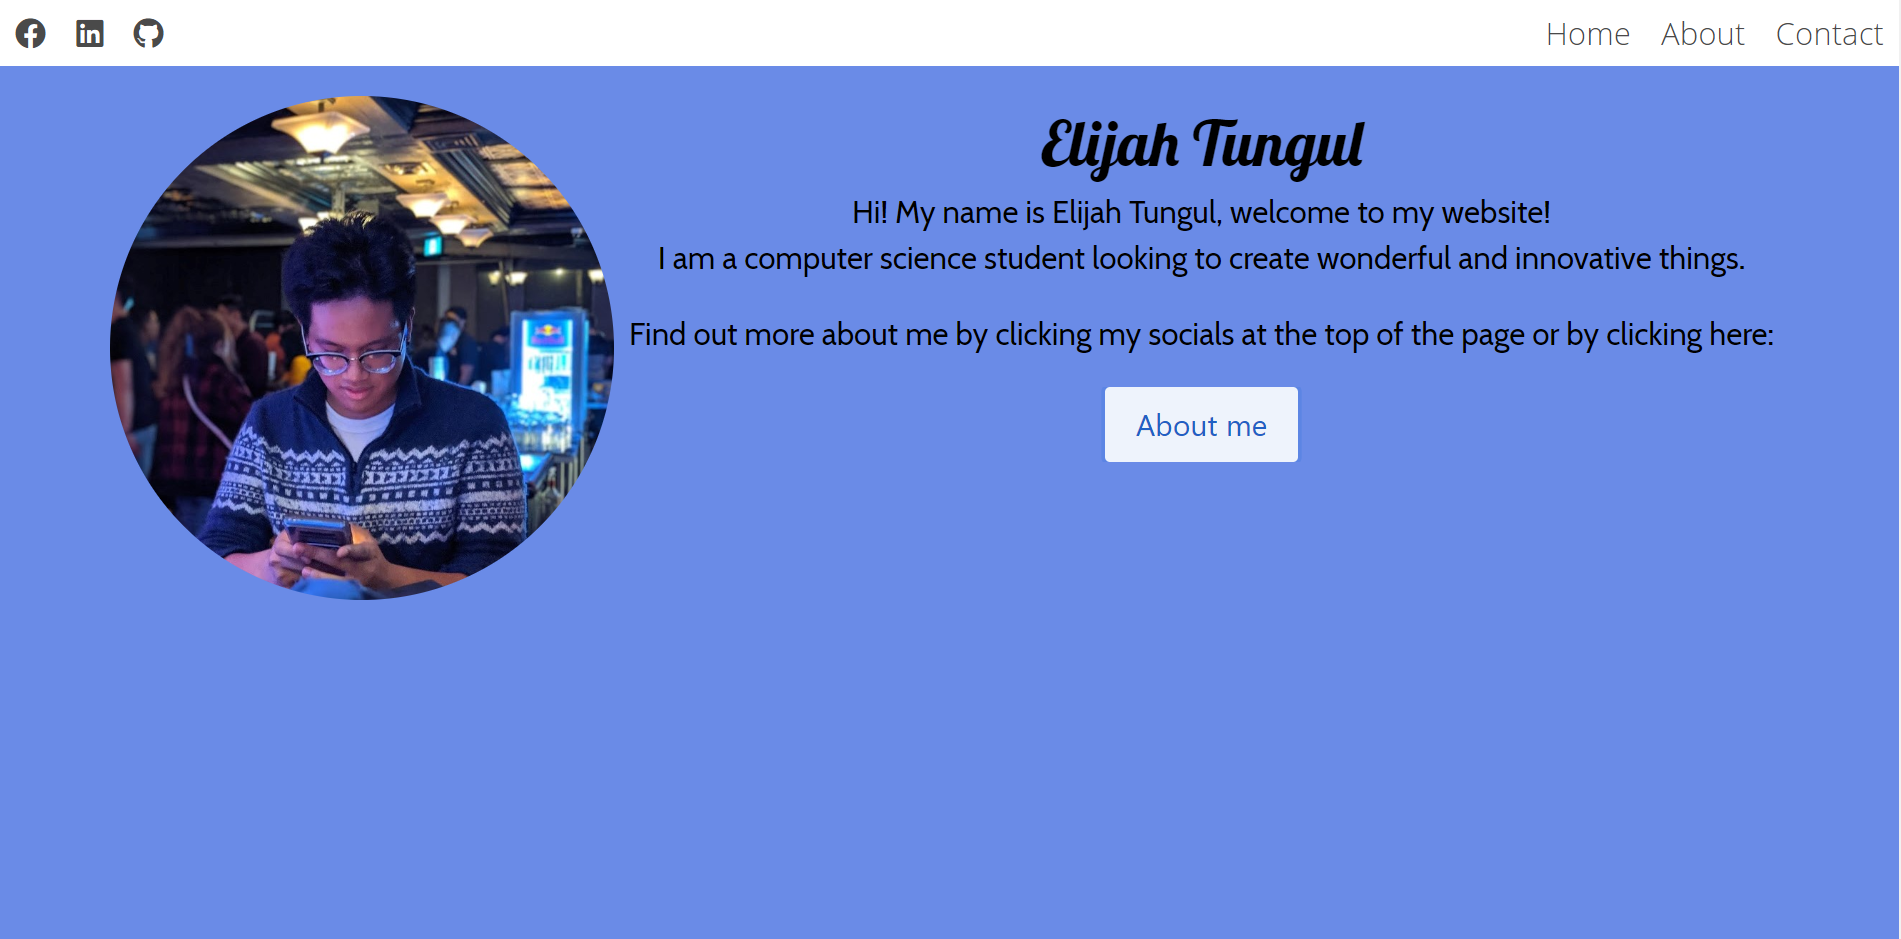 Home About Contact
Elijah Tungul
Hi! My name is Elijah Tungul, welcome to my website!
I am a computer science student looking to create wonderful and innovative things.
Find out more about me by clicking my socials at the top of the page or by clicking here:
About me